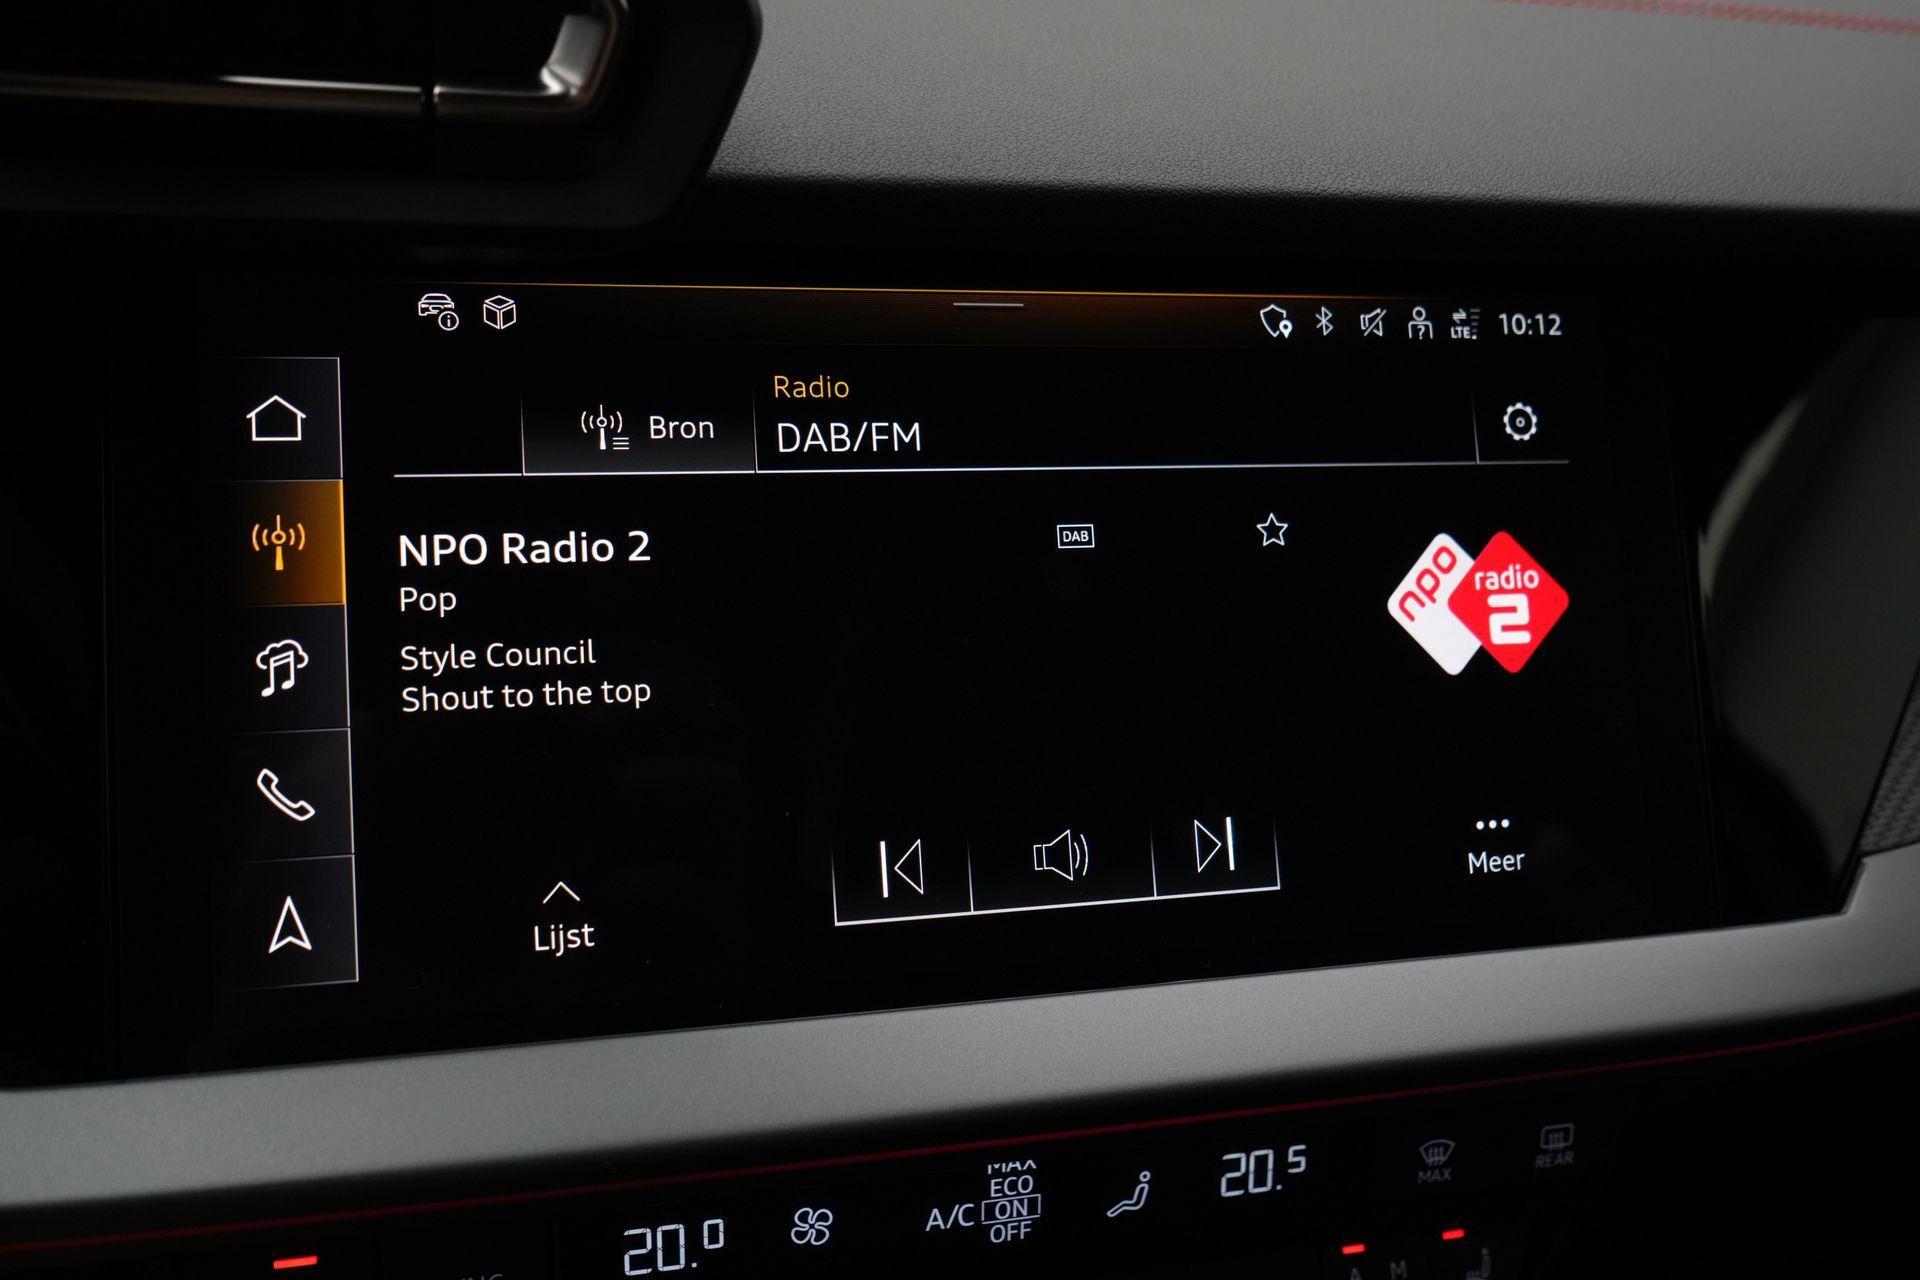 LTE
10:12
Radio
Bron
DAB/FM
NPO Radio 2
DAB
npo
radio
2
Pop
Style Council
Shout to the top
Meer
Lijst
MAX
ECO
A/C ON
OFF
20.0
20.5
MAX
REAR
A M